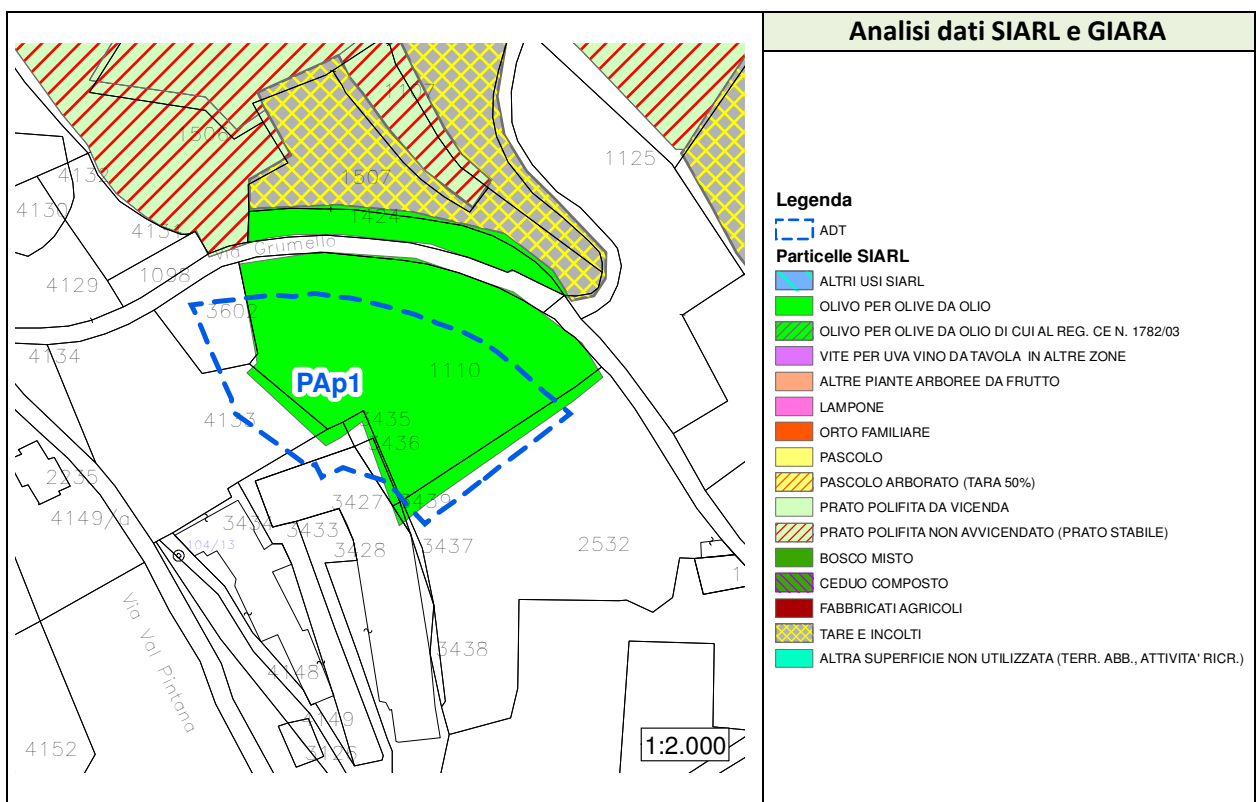 Analisi dati SIARL e GIARA
1125
1506
1507
4132
4130
1424
Via Grumello
1098
4129
3602
4134
1110
PAp1
4133
3435
3436
2235
4149/a
3427
3439
3434
3433
3428
3437
2532
104/13
Via Val Pintana
3438
4148
4149
3126
4152
1:2.000
Legenda
ADT
Particelle SIARL
ALTRI USI SIARL
OLIVO PER OLIVE DA OLIO
OLIVO PER OLIVE DA OLIO DI CUI AL REG. CE N. 1782/03
VITE PER UVA VINO DA TAVOLA IN ALTRE ZONE
ALTRE PIANTE ARBOREE DA FRUTTO
LAMPONE
ORTO FAMILIARE
PASCOLO
PASCOLO ARBORATO (TARA 50%)
PRATO POLIFITA DA VICENDA
PRATO POLIFITA NON AVVICENDATO (PRATO STABILE)
BOSCO MISTO
CEDUO COMPOSTO
FABBRICATI AGRICOLI
TARE E INCOLTI
ALTRA SUPERFICIE NON UTILIZZATA (TERR. ABB., ATTIVITA' RICR.)